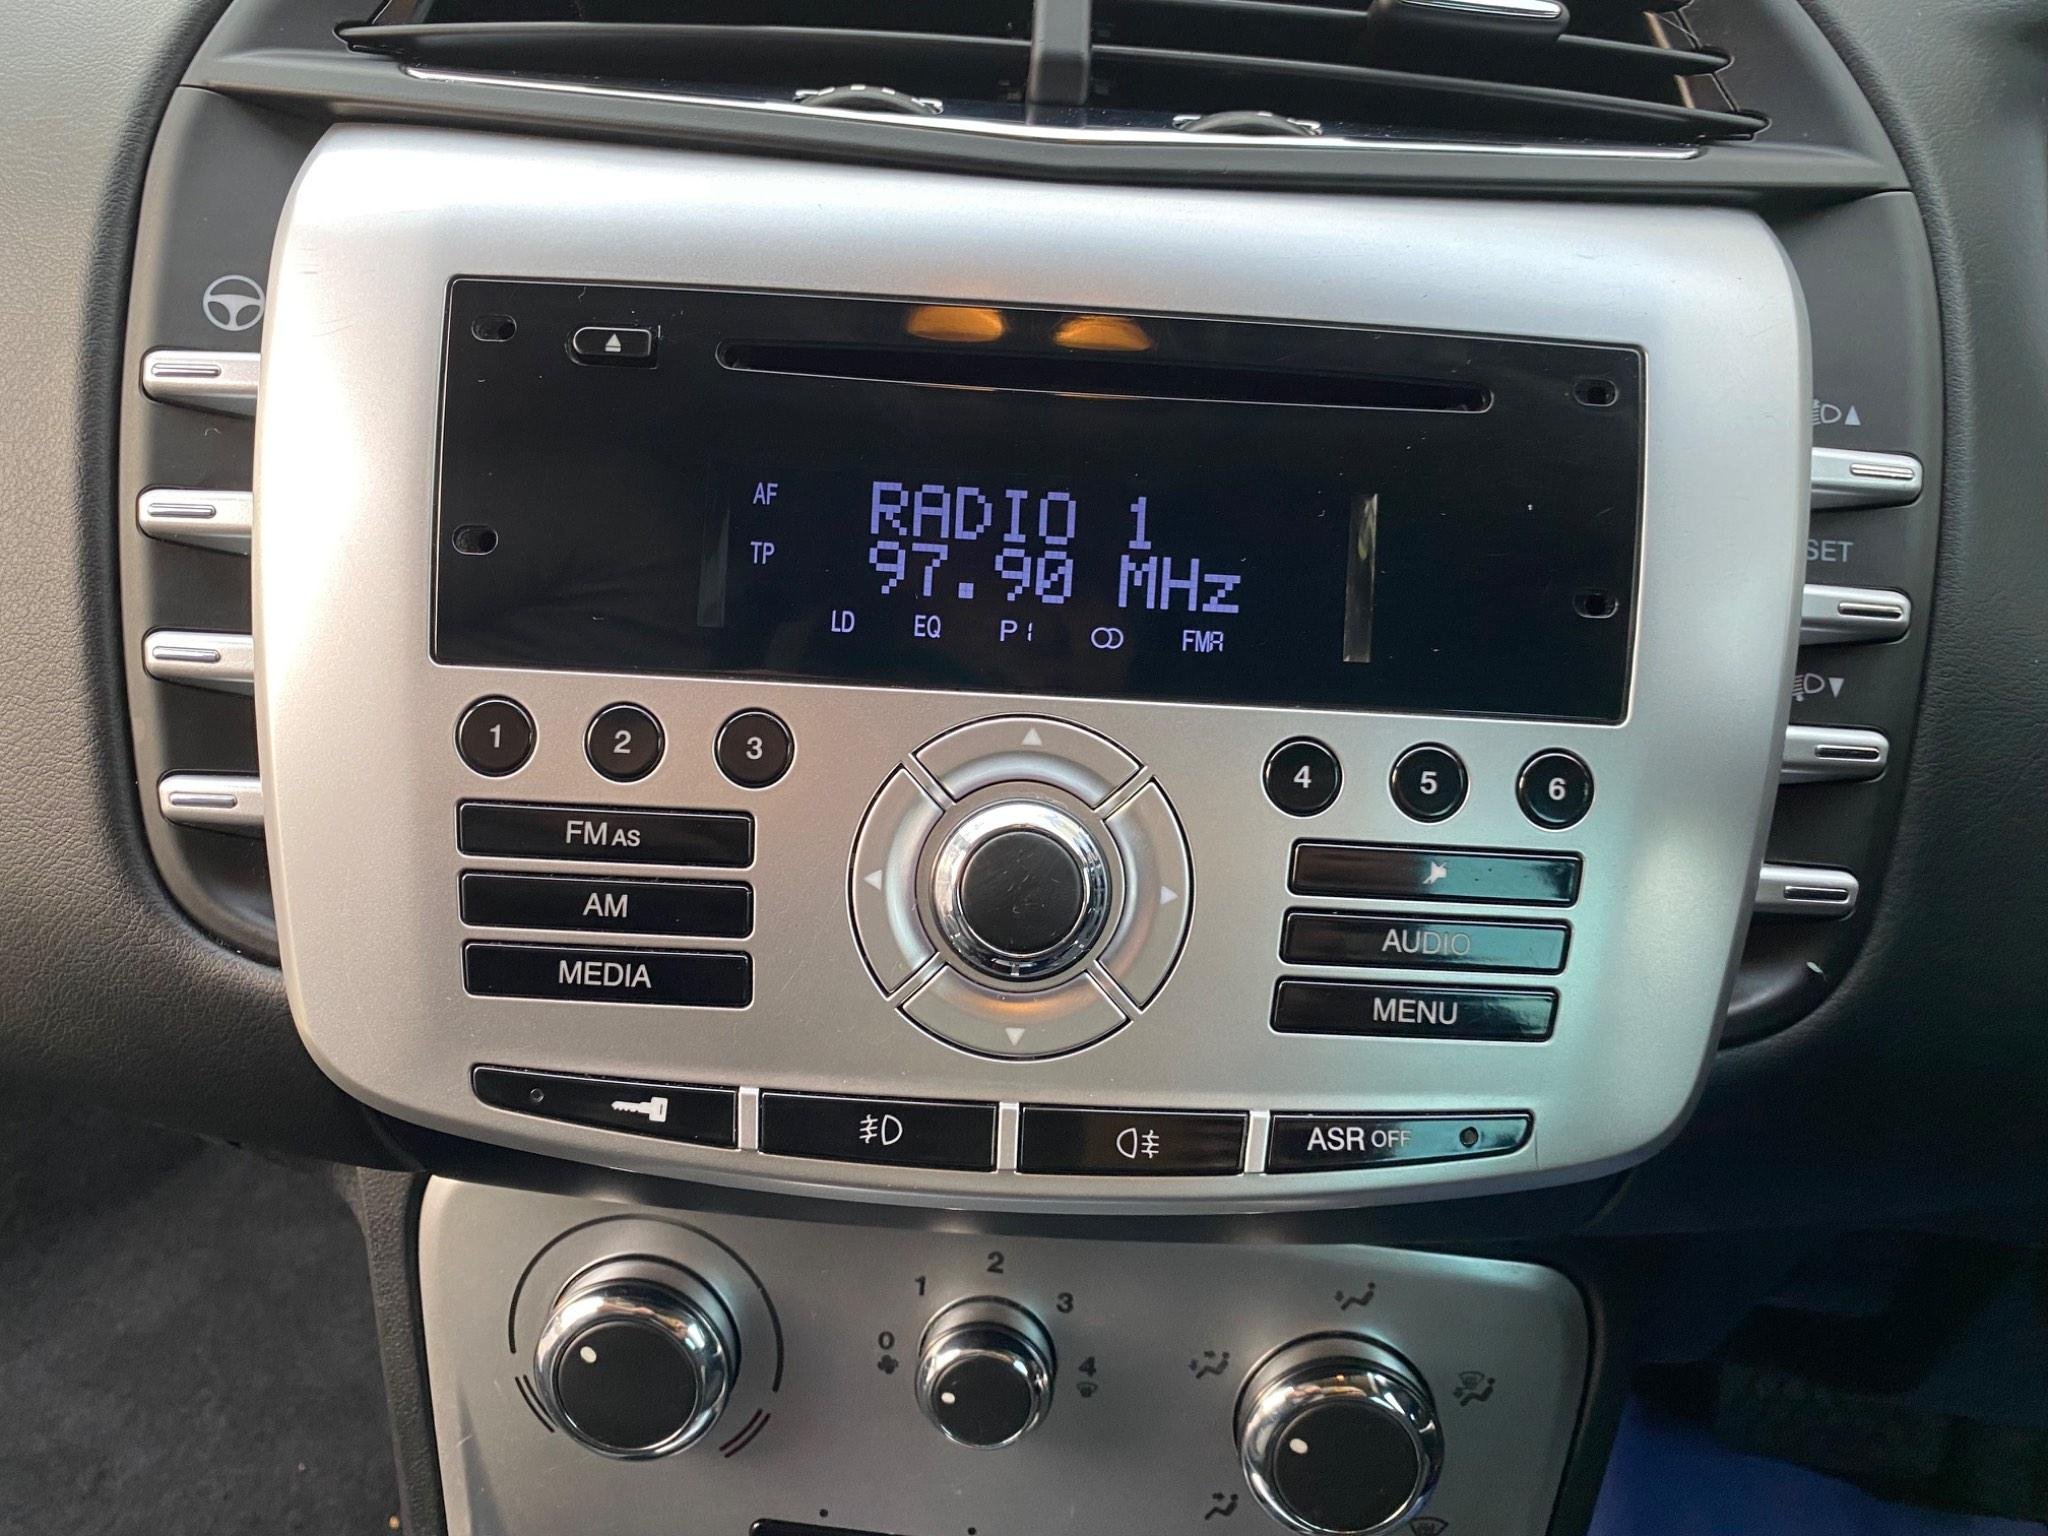 AF RADIO 1
TP 97.90 MHz
LD EQ P1 FMA
SET
1 2 3 4 5 6
FM AS
AM
AUDIO
MEDIA
MENU
ASR OFF
0 1 2 3 4